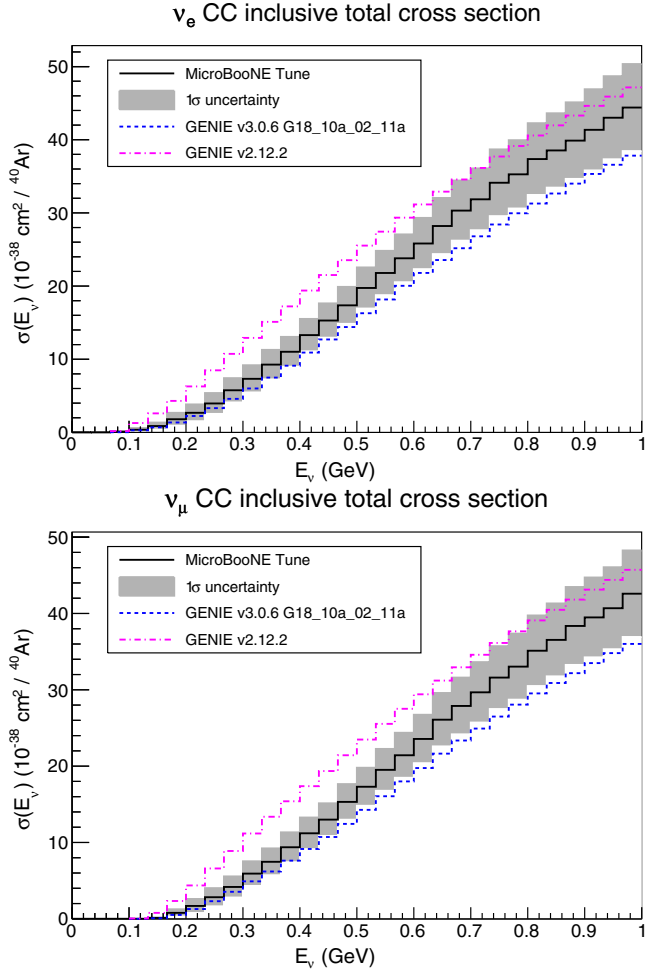 νe CC inclusive total cross section
MicroBooNE Tune
1σ uncertainty
GENIE v3.0.6 G18_10a_02_11a
GENIE v2.12.2
σ(Eν) (10⁻³⁸ cm² / ⁴⁰Ar)
50
40
30
20
10
0
0 0.1 0.2 0.3 0.4 0.5 0.6 0.7 0.8 0.9 1
Eν (GeV)
νμ CC inclusive total cross section
MicroBooNE Tune
1σ uncertainty
GENIE v3.0.6 G18_10a_02_11a
GENIE v2.12.2
σ(Eν) (10⁻³⁸ cm² / ⁴⁰Ar)
50
40
30
20
10
0
0 0.1 0.2 0.3 0.4 0.5 0.6 0.7 0.8 0.9 1
Eν (GeV)